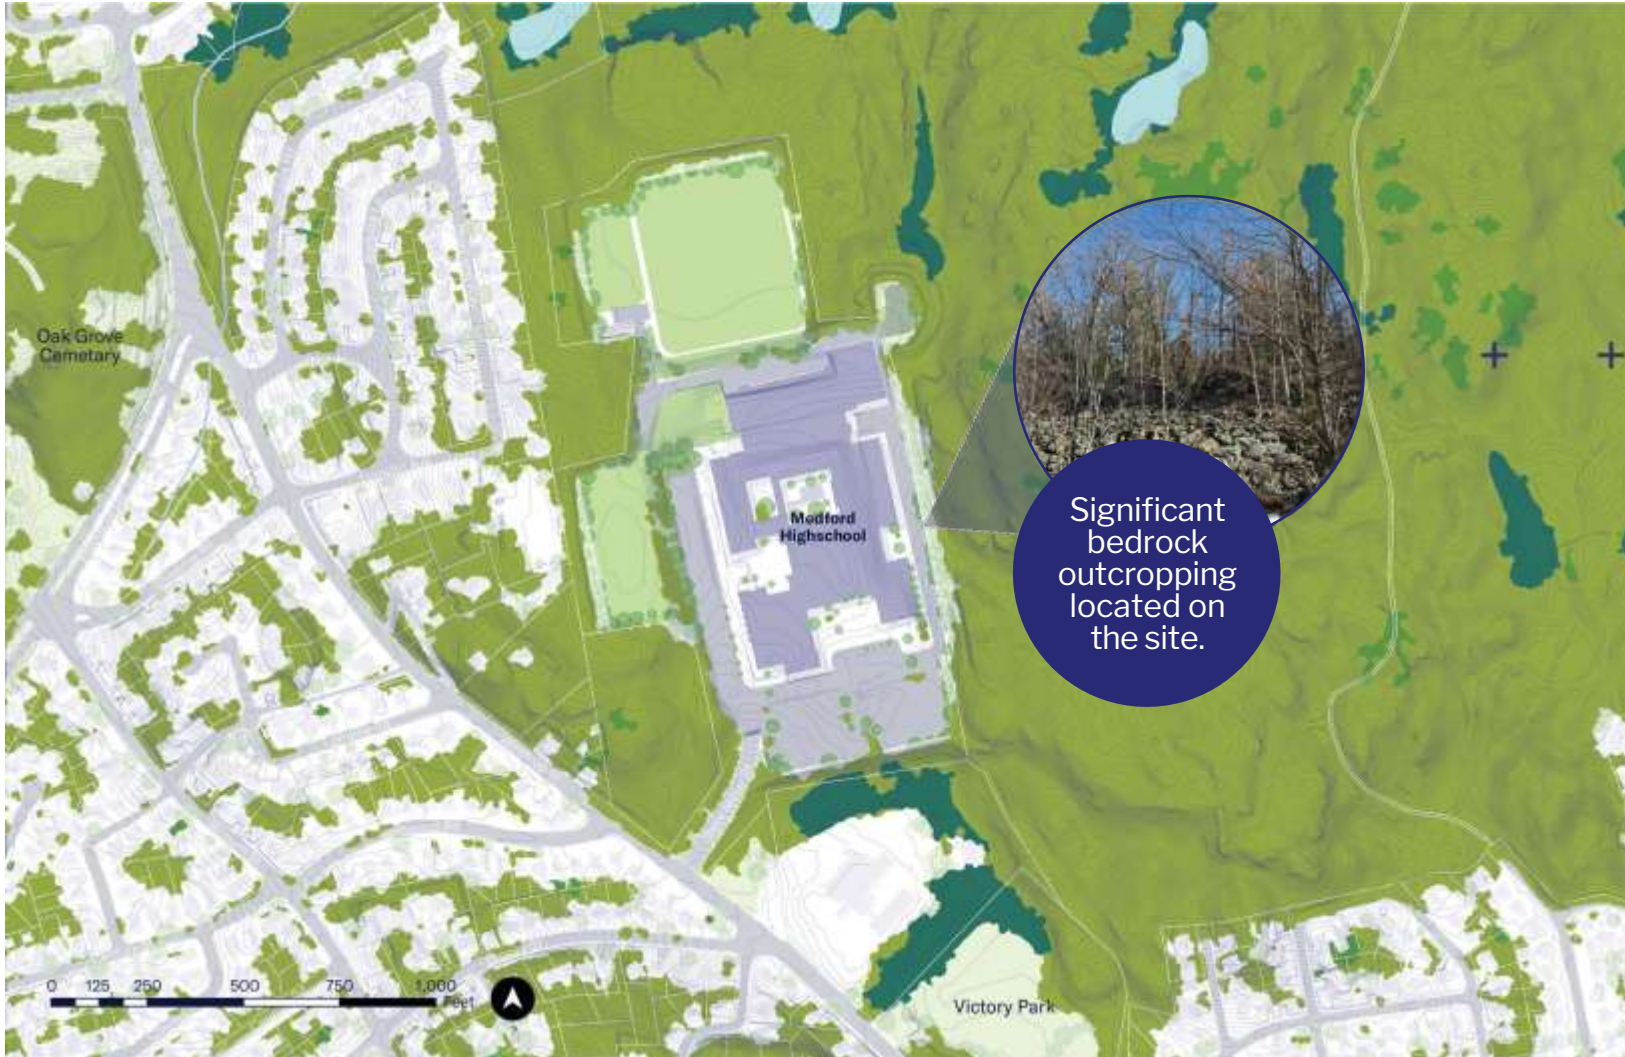 Oak Grove
Cemetary
Medford
Highschool
Significant
bedrock
outcropping
located on
the site.
0 125 250 500 750 1,000
Feet
Victory Park